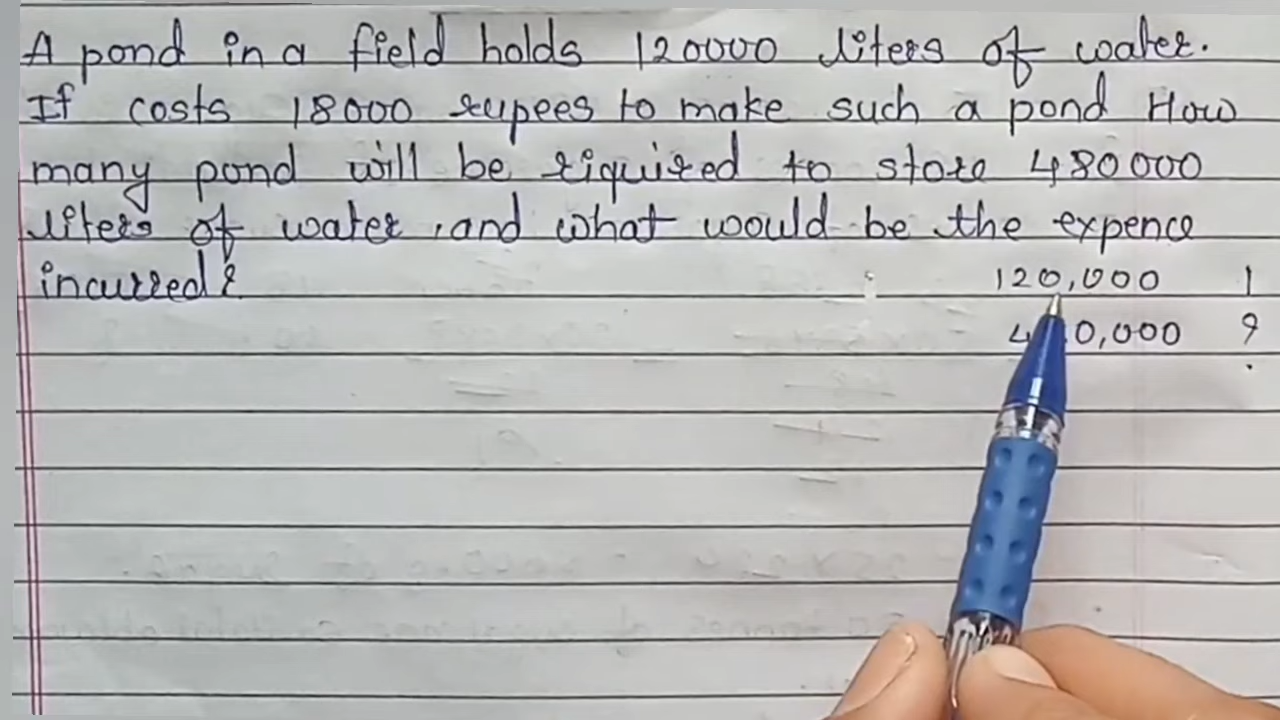 A pond in a field holds 120000 liters of water.
If costs 18000 rupees to make such a pond How
many pond will be riquired to store 480000
liters of water, and what would be the expence
incurred?
120,000 1
0,000 ?